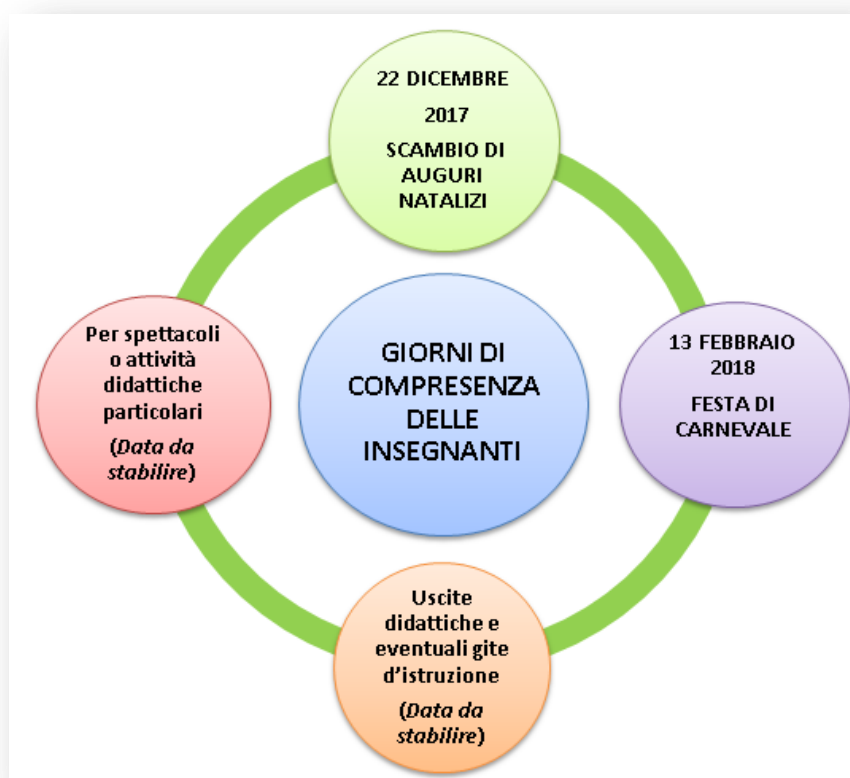 22 DICEMBRE
2017
SCAMBIO DI
AUGURI
NATALIZI
Per spettacoli
o attività
didattiche
particolari
(Data da
stabilire)
GIORNI DI
COMPRESENZA
DELLE
INSEGNANTI
13 FEBBRAIO
2018
FESTA DI
CARNEVALE
Uscite
didattiche e
eventuali gite
d'istruzione
(Data da
stabilire)